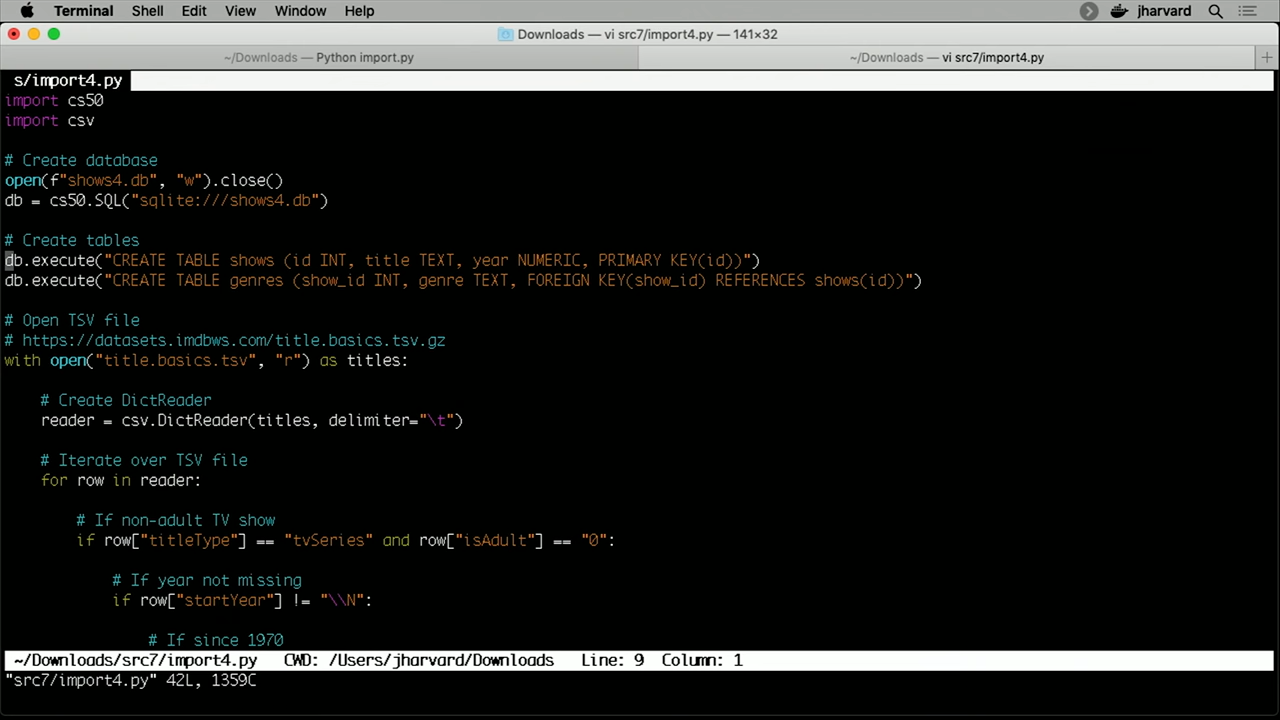 Terminal Shell Edit View Window Help jharvard
Downloads — vi src7/import4.py — 141×32
~/Downloads — Python import.py ~/Downloads — vi src7/import4.py +
s/import4.py
import cs50
import csv
# Create database
open(f"shows4.db", "w").close()
db = cs50.SQL("sqlite:///shows4.db")
# Create tables
db.execute("CREATE TABLE shows (id INT, title TEXT, year NUMERIC, PRIMARY KEY(id))")
db.execute("CREATE TABLE genres (show_id INT, genre TEXT, FOREIGN KEY(show_id) REFERENCES shows(id))")
# Open TSV file
# https://datasets.imdbws.com/title.basics.tsv.gz
with open("title.basics.tsv", "r") as titles:
# Create DictReader
reader = csv.DictReader(titles, delimiter="\t")
# Iterate over TSV file
for row in reader:
# If non-adult TV show
if row["titleType"] == "tvSeries" and row["isAdult"] == "0":
# If year not missing
if row["startYear"] != "\\N":
# If since 1970
~/Downloads/src7/import4.py CWD: /Users/jharvard/Downloads Line: 9 Column: 1
"src7/import4.py" 42L, 1359C